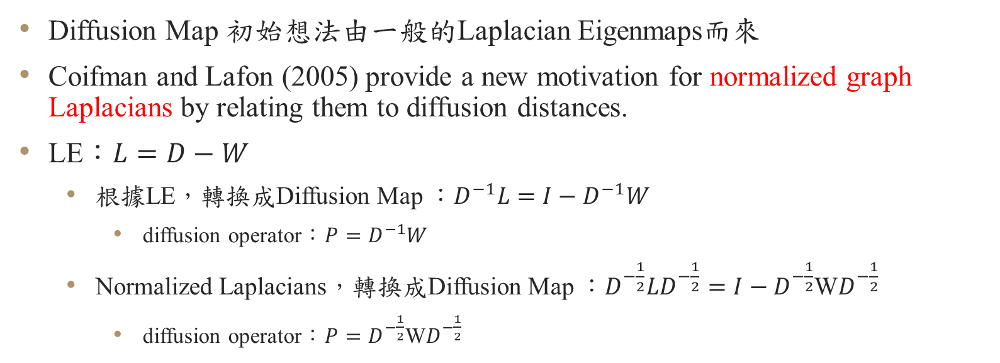 • Diffusion Map 初始想法由一般的Laplacian Eigenmaps而來
• Coifman and Lafon (2005) provide a new motivation for normalized graph
Laplacians by relating them to diffusion distances.
• LE：$L = D - W$
• 根據LE，轉換成Diffusion Map ：$D^{-1}L = I - D^{-1}W$
• diffusion operator：$P = D^{-1}W$
• Normalized Laplacians，轉換成Diffusion Map ：$D^{-\frac{1}{2}}LD^{-\frac{1}{2}} = I - D^{-\frac{1}{2}}\mathrm{W}D^{-\frac{1}{2}}$
• diffusion operator：$P = D^{-\frac{1}{2}}\mathrm{W}D^{-\frac{1}{2}}$